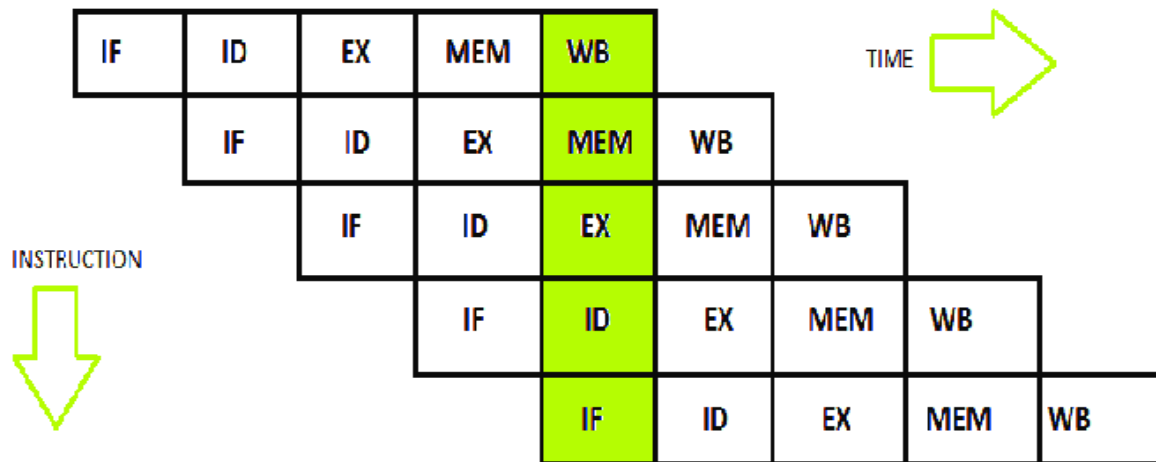 IF ID EX MEM WB
TIME
IF ID EX MEM WB
IF ID EX MEM WB
INSTRUCTION
IF ID EX MEM WB
IF ID EX MEM WB